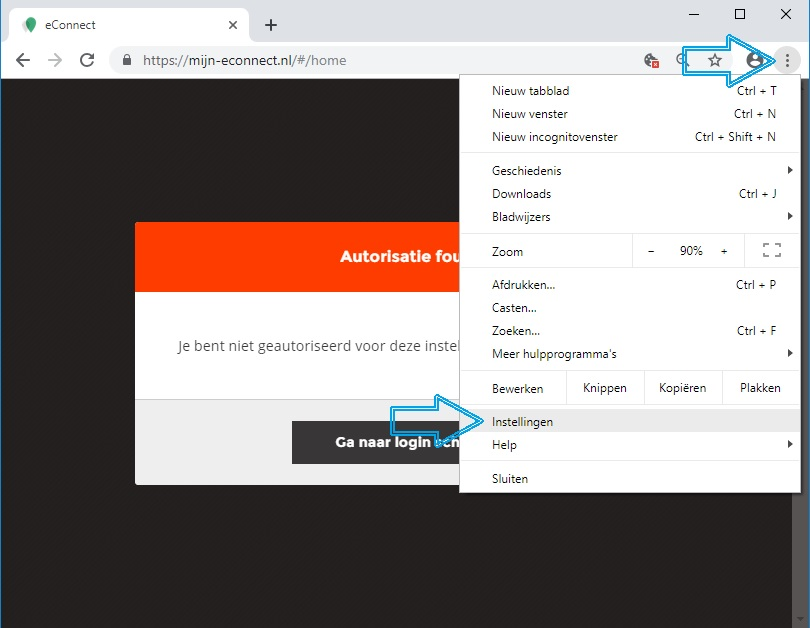 eConnect
https://mijn-econnect.nl/#/home
Nieuw tabblad Ctrl + T
Nieuw venster Ctrl + N
Nieuw incognitovenster Ctrl + Shift + N
Geschiedenis
Downloads Ctrl + J
Bladwijzers
Zoom - 90% +
Afdrukken... Ctrl + P
Casten...
Zoeken... Ctrl + F
Meer hulpprogramma's
Bewerken Knippen Kopiëren Plakken
Instellingen
Help
Sluiten
Autorisatie fou
Je bent niet geautoriseerd voor deze instel
Ga naar login